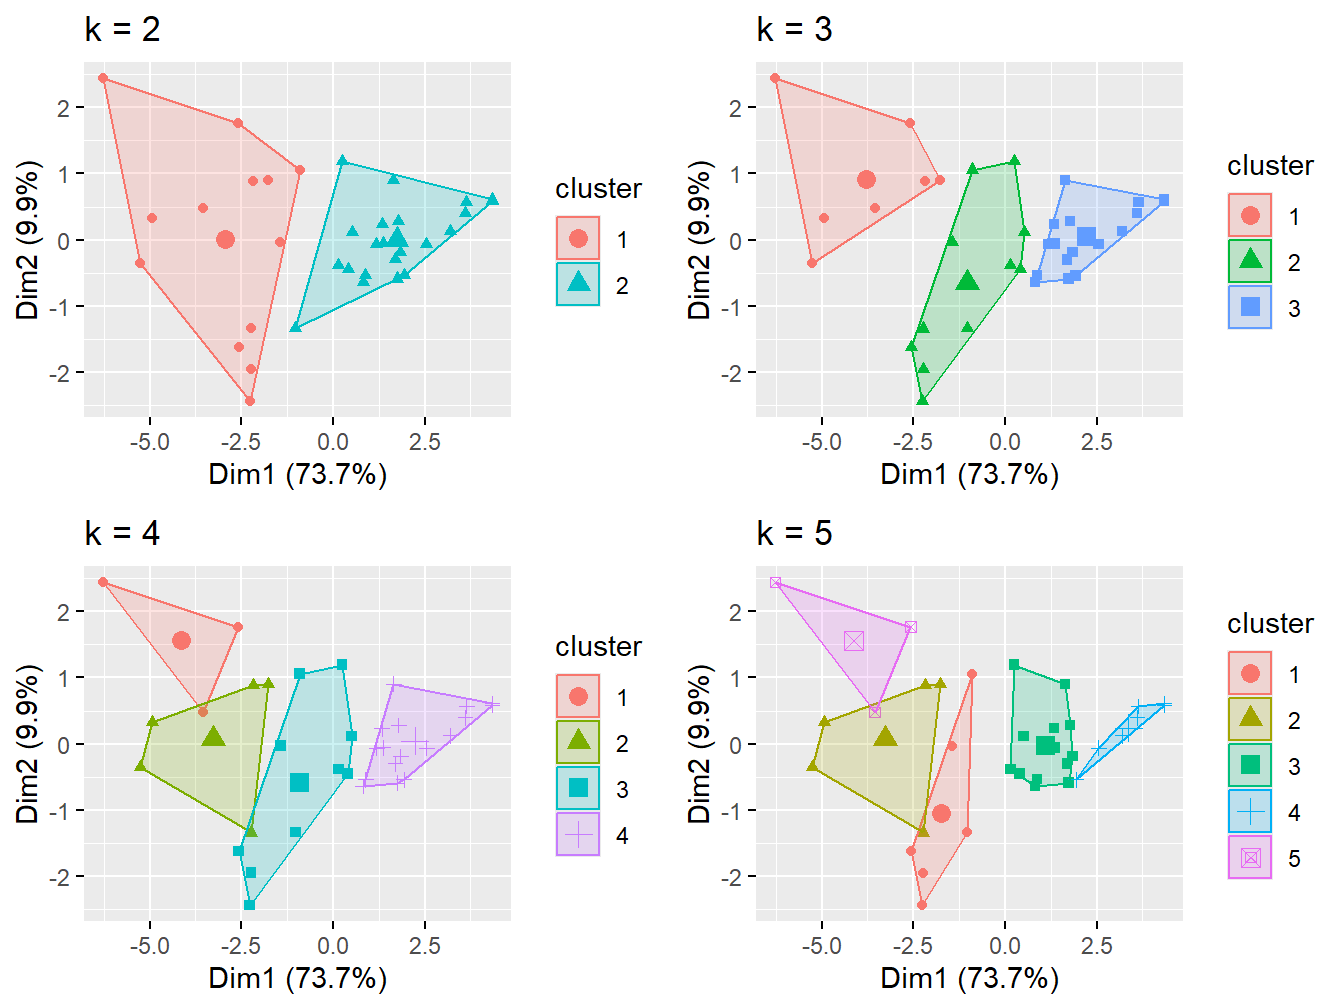 k = 2
2
1
0
-1
-2
Dim2 (9.9%)
-5.0 -2.5 0.0 2.5
Dim1 (73.7%)
cluster
1
2
k = 3
2
1
0
-1
-2
Dim2 (9.9%)
-5.0 -2.5 0.0 2.5
Dim1 (73.7%)
cluster
1
2
3
k = 4
2
1
0
-1
-2
Dim2 (9.9%)
-5.0 -2.5 0.0 2.5
Dim1 (73.7%)
cluster
1
2
3
4
k = 5
2
1
0
-1
-2
Dim2 (9.9%)
-5.0 -2.5 0.0 2.5
Dim1 (73.7%)
cluster
1
2
3
4
5